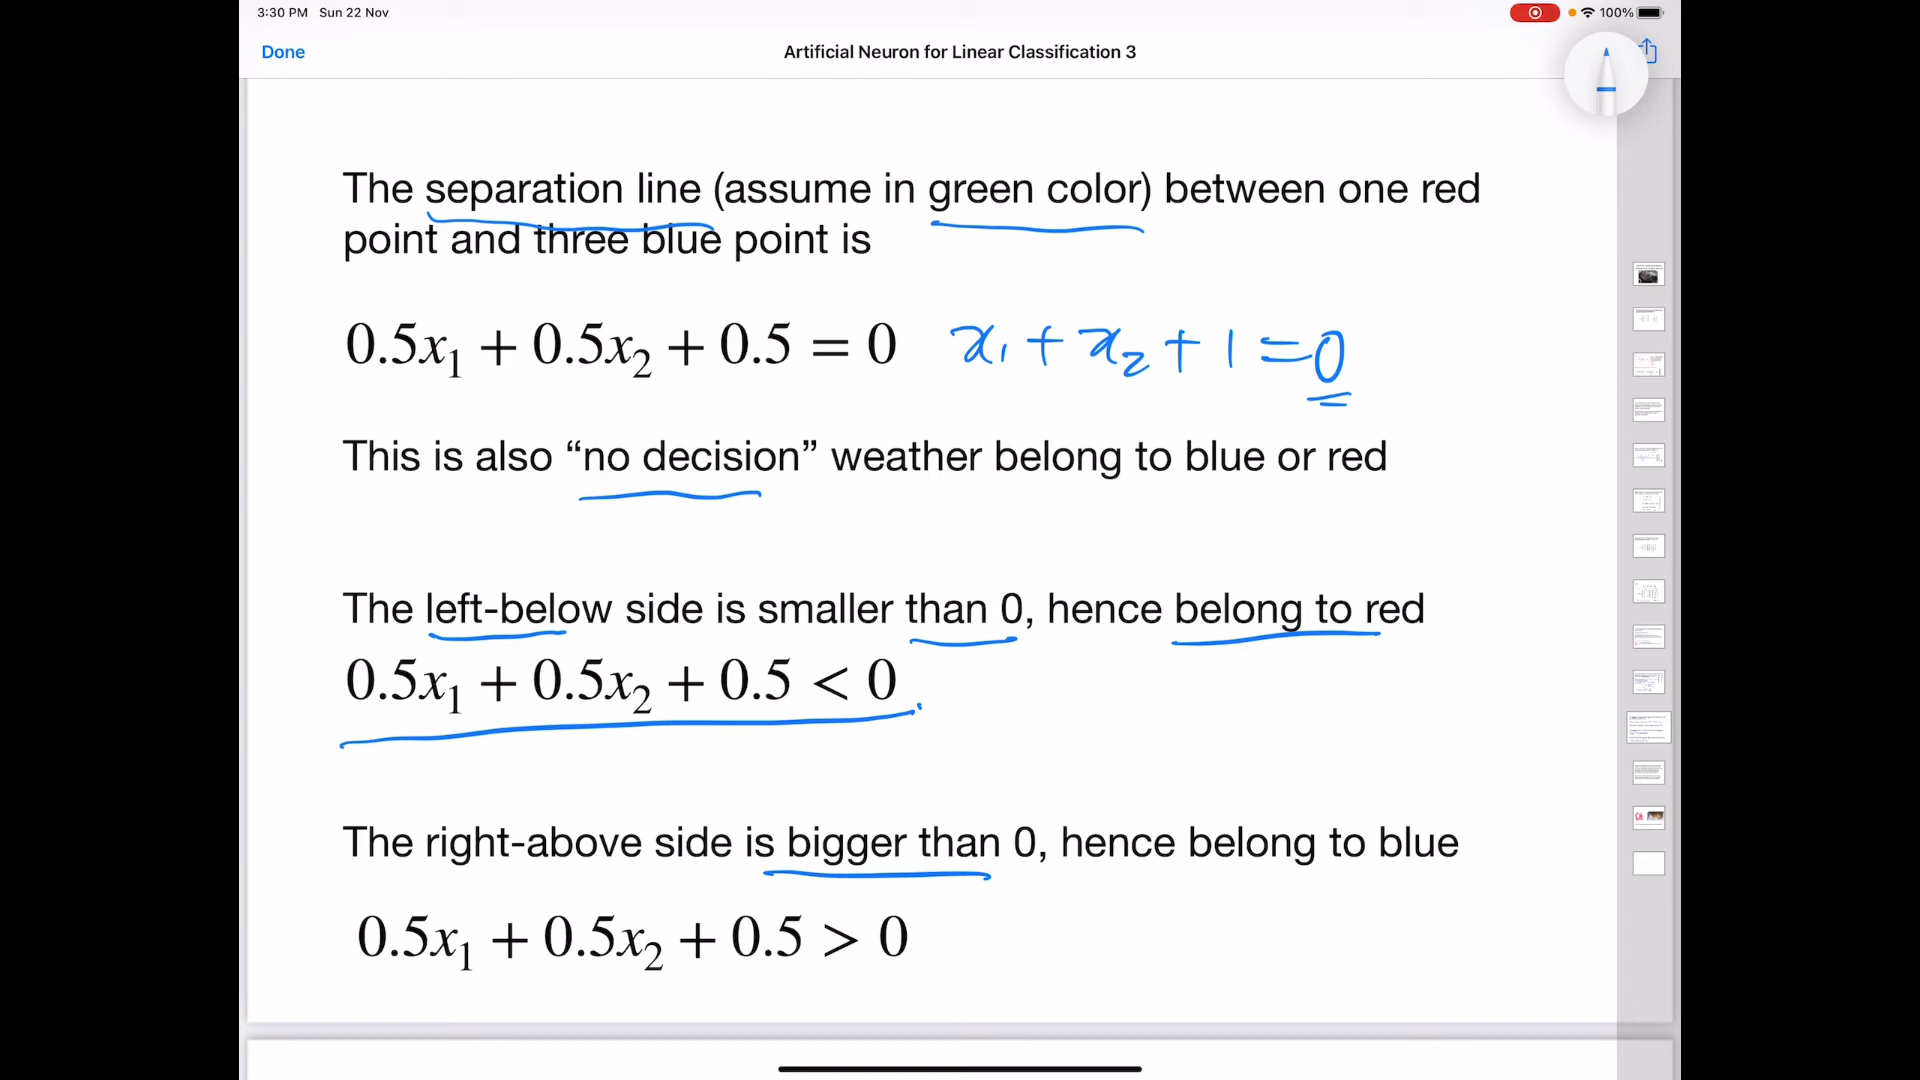 3:30 PM Sun 22 Nov
100%
Done
Artificial Neuron for Linear Classification 3
The separation line (assume in green color) between one red
point and three blue point is
0.5x₁ + 0.5x₂ + 0.5 = 0 x₁ + x₂ + 1 = 0
This is also “no decision” weather belong to blue or red
The left-below side is smaller than 0, hence belong to red
0.5x₁ + 0.5x₂ + 0.5 < 0
The right-above side is bigger than 0, hence belong to blue
0.5x₁ + 0.5x₂ + 0.5 > 0